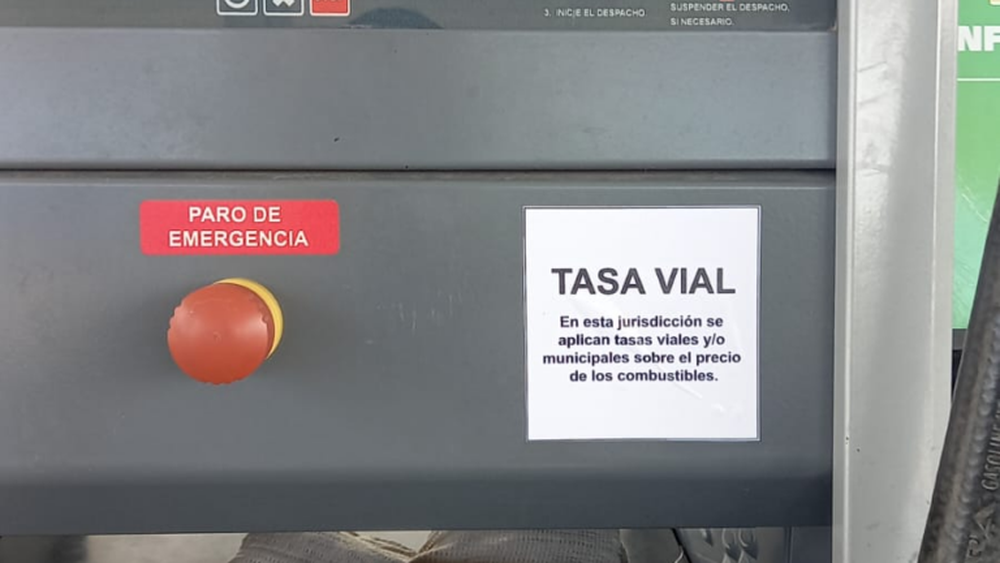 3. INICIE EL DESPACHO.
SUSPENDER EL DESPACHO,
SI NECESARIO.
NF
PARO DE
EMERGENCIA
TASA VIAL
En esta jurisdicción se
aplican tasas viales y/o
municipales sobre el precio
de los combustibles.